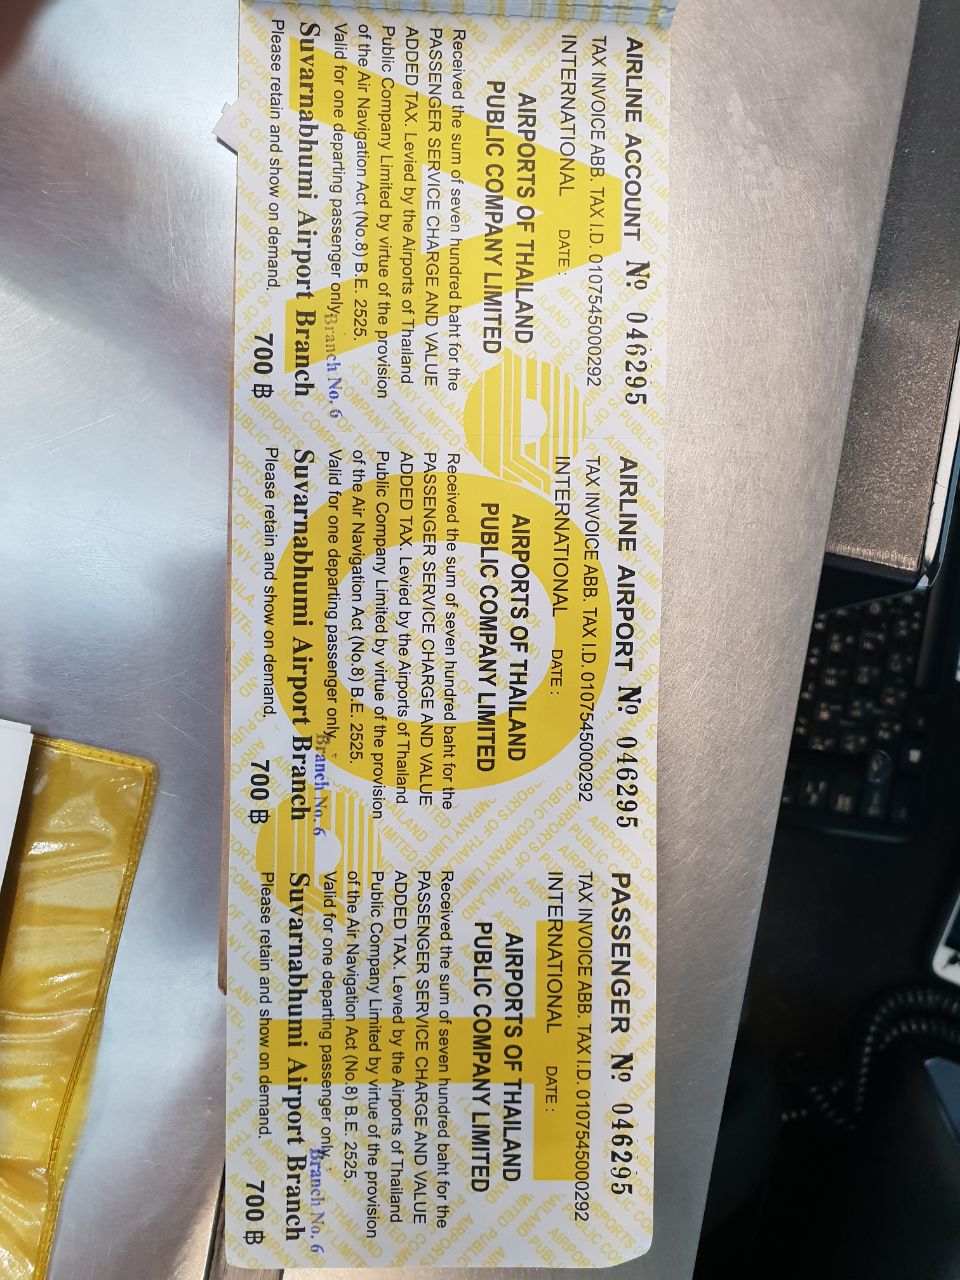 AIRLINE ACCOUNT Nº 046295
TAX INVOICE ABB. TAX I.D. 0107545000292
INTERNATIONAL DATE :
AIRPORTS OF THAILAND
PUBLIC COMPANY LIMITED
Received the sum of seven hundred baht for the
PASSENGER SERVICE CHARGE AND VALUE
ADDED TAX. Levied by the Airports of Thailand
Public Company Limited by virtue of the provision
of the Air Navigation Act (No.8) B.E. 2525.
Valid for one departing passenger only.
Branch No. 6
Suvarnabhumi Airport Branch
Please retain and show on demand.
700 ฿
AIRLINE AIRPORT Nº 046295
TAX INVOICE ABB. TAX I.D. 0107545000292
INTERNATIONAL DATE :
AIRPORTS OF THAILAND
PUBLIC COMPANY LIMITED
Received the sum of seven hundred baht for the
PASSENGER SERVICE CHARGE AND VALUE
ADDED TAX. Levied by the Airports of Thailand
Public Company Limited by virtue of the provision
of the Air Navigation Act (No.8) B.E. 2525.
Valid for one departing passenger only.
Branch No. 6
Suvarnabhumi Airport Branch
Please retain and show on demand.
700 ฿
PASSENGER Nº 046295
TAX INVOICE ABB. TAX I.D. 0107545000292
INTERNATIONAL DATE :
AIRPORTS OF THAILAND
PUBLIC COMPANY LIMITED
Received the sum of seven hundred baht for the
PASSENGER SERVICE CHARGE AND VALUE
ADDED TAX. Levied by the Airports of Thailand
Public Company Limited by virtue of the provision
of the Air Navigation Act (No.8) B.E. 2525.
Valid for one departing passenger only.
Branch No. 6
Suvarnabhumi Airport Branch
Please retain and show on demand.
700 ฿
AOT